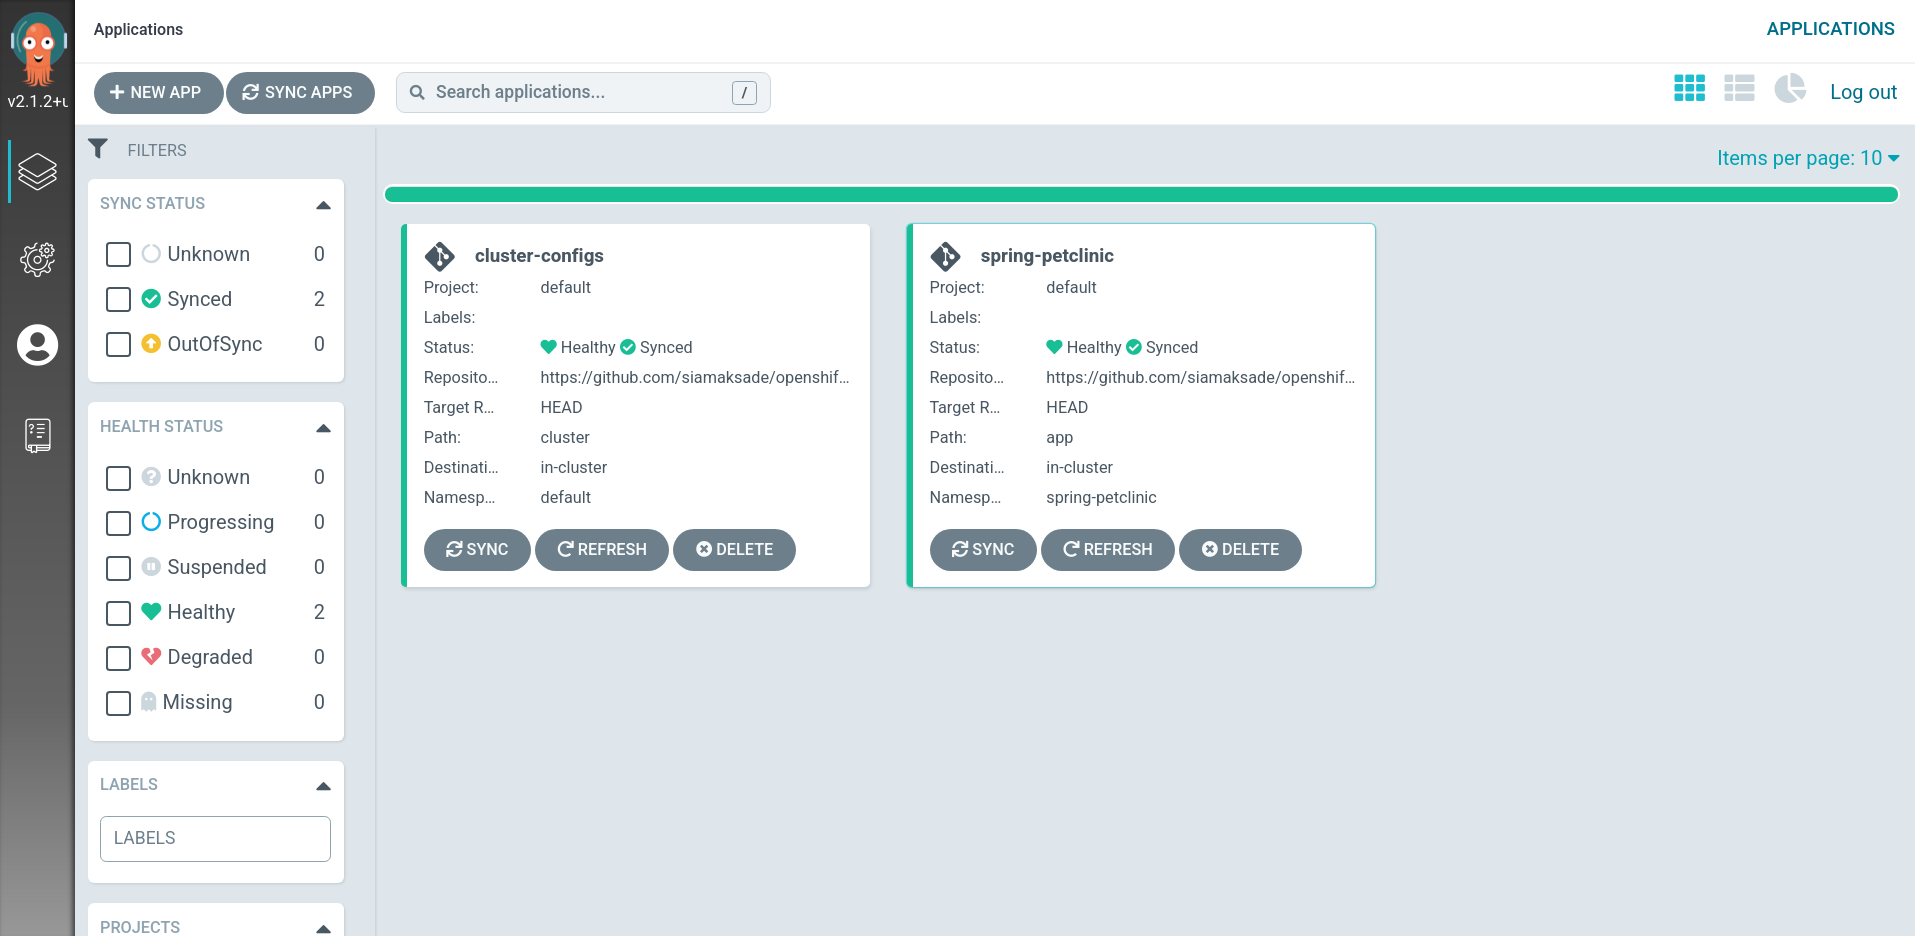 Applications
APPLICATIONS
v2.1.2+u
NEW APP
SYNC APPS
Search applications...
/
Log out
FILTERS
Items per page: 10
SYNC STATUS
Unknown 0
Synced 2
OutOfSync 0
HEALTH STATUS
Unknown 0
Progressing 0
Suspended 0
Healthy 2
Degraded 0
Missing 0
LABELS
LABELS
PROJECTS
cluster-configs
Project: default
Labels:
Status: Healthy Synced
Reposito... https://github.com/siamaksade/openshif...
Target R... HEAD
Path: cluster
Destinati... in-cluster
Namesp... default
SYNC REFRESH DELETE
spring-petclinic
Project: default
Labels:
Status: Healthy Synced
Reposito... https://github.com/siamaksade/openshif...
Target R... HEAD
Path: app
Destinati... in-cluster
Namesp... spring-petclinic
SYNC REFRESH DELETE